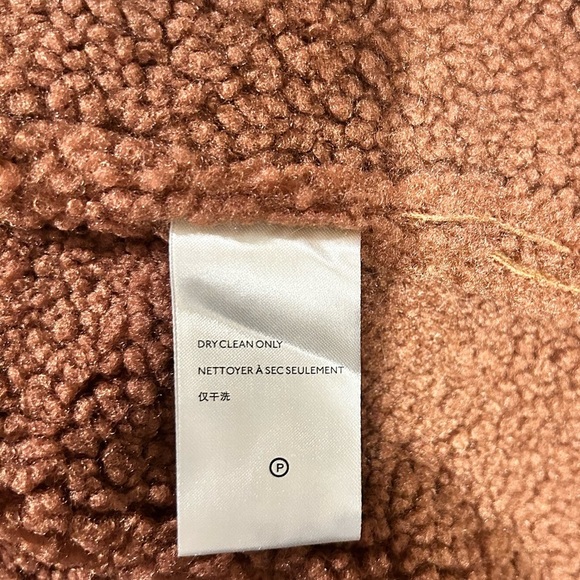 DRY CLEAN ONLY
NETTOYER À SEC SEULEMENT
仅干洗
P